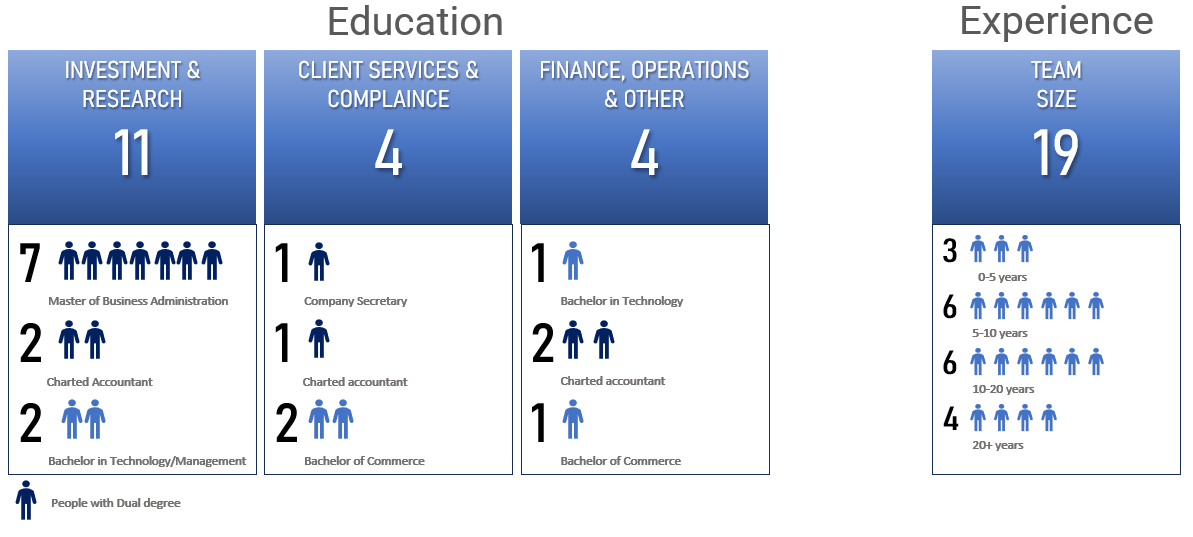 Education
Experience
INVESTMENT &
RESEARCH
11
CLIENT SERVICES &
COMPLAINCE
4
FINANCE, OPERATIONS
& OTHER
4
TEAM
SIZE
19
7
Master of Business Administration
2
Charted Accountant
2
Bachelor in Technology/Management
1
Company Secretary
1
Charted accountant
2
Bachelor of Commerce
1
Bachelor in Technology
2
Charted accountant
1
Bachelor of Commerce
3
0-5 years
6
5-10 years
6
10-20 years
4
20+ years
People with Dual degree